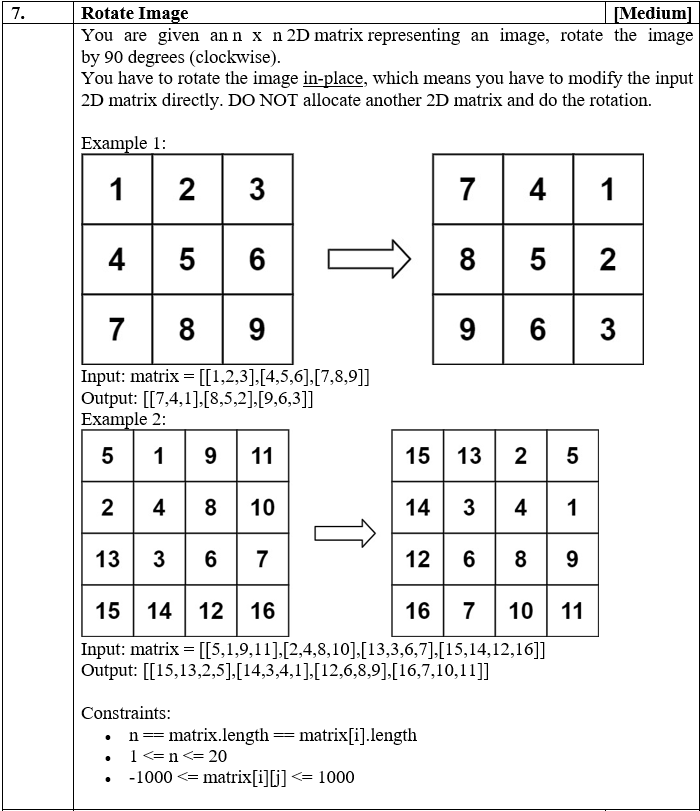 7. Rotate Image [Medium]
You are given an n x n 2D matrix representing an image, rotate the image
by 90 degrees (clockwise).
You have to rotate the image in-place, which means you have to modify the input
2D matrix directly. DO NOT allocate another 2D matrix and do the rotation.
Example 1:
1 2 3 7 4 1
4 5 6 8 5 2
7 8 9 9 6 3
Input: matrix = [[1,2,3],[4,5,6],[7,8,9]]
Output: [[7,4,1],[8,5,2],[9,6,3]]
Example 2:
5 1 9 11 15 13 2 5
2 4 8 10 14 3 4 1
13 3 6 7 12 6 8 9
15 14 12 16 16 7 10 11
Input: matrix = [[5,1,9,11],[2,4,8,10],[13,3,6,7],[15,14,12,16]]
Output: [[15,13,2,5],[14,3,4,1],[12,6,8,9],[16,7,10,11]]
Constraints:
• n == matrix.length == matrix[i].length
• 1 <= n <= 20
• -1000 <= matrix[i][j] <= 1000